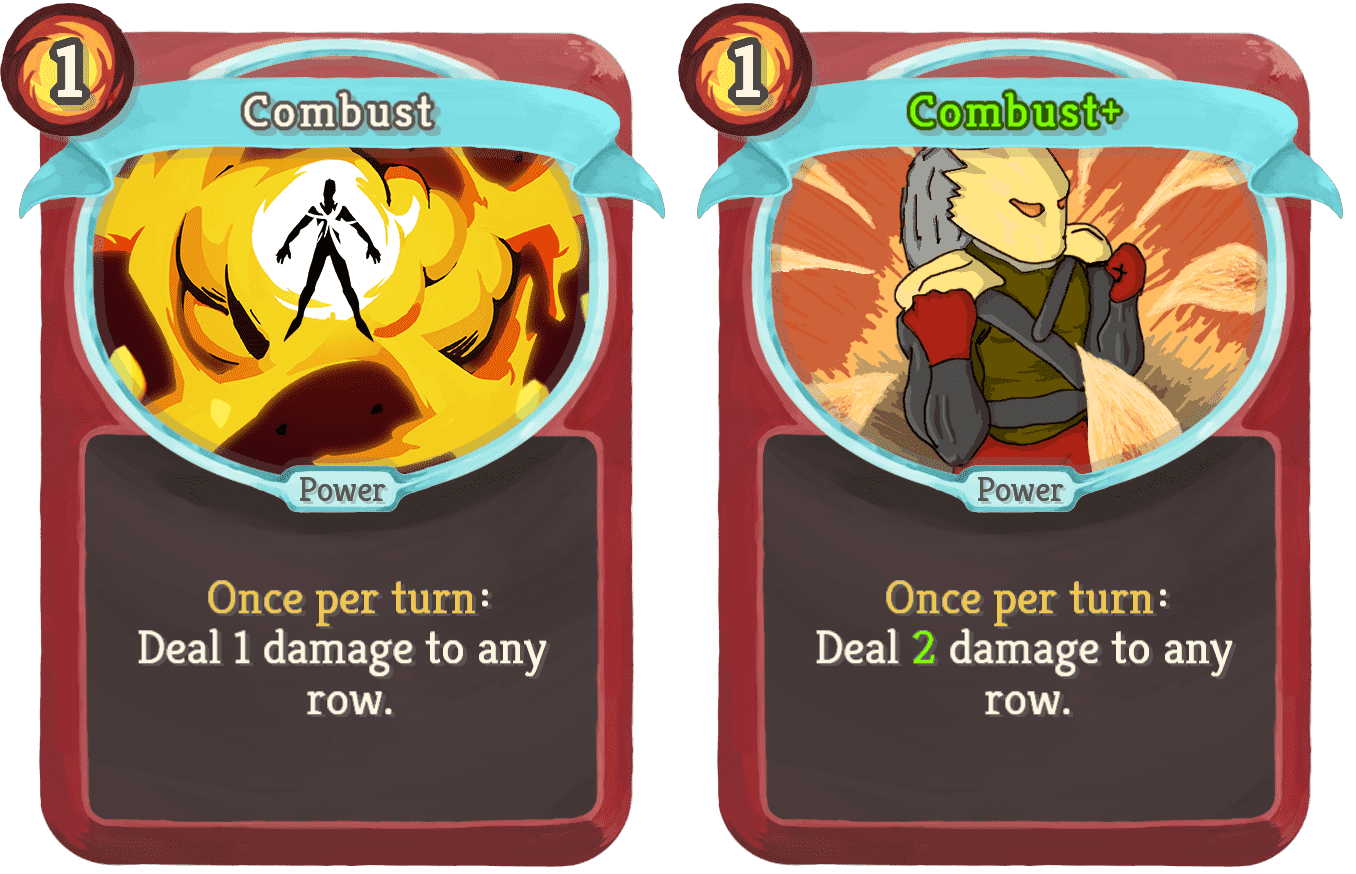 1
Combust
Power
Once per turn:
Deal 1 damage to any
row.
1
Combust+
Power
Once per turn:
Deal 2 damage to any
row.